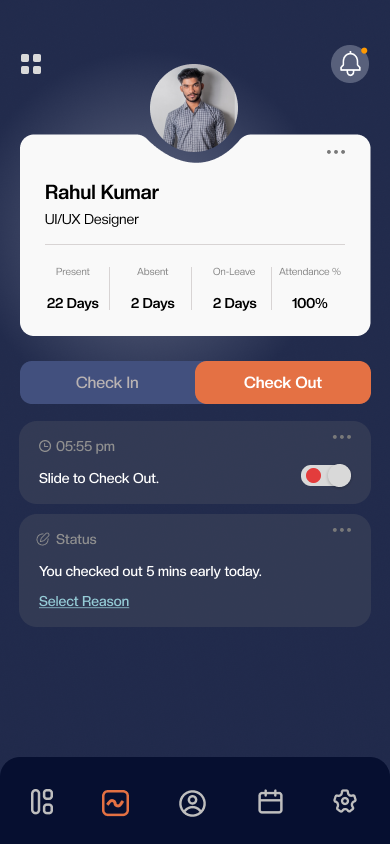 Rahul Kumar
UI/UX Designer
Present Absent On-Leave Attendance %
22 Days 2 Days 2 Days 100%
Check In Check Out
05:55 pm
Slide to Check Out.
Status
You checked out 5 mins early today.
Select Reason